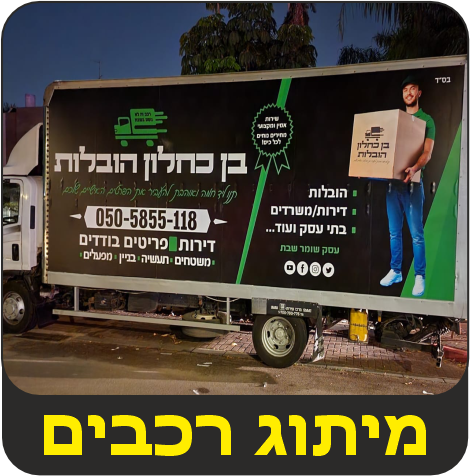 בס״ד
שירות
אמין ומקצועי
מחירים נוחים
לכל כיס!
בן כחלון
הובלות
בן כחלון הובלות
050-5855-118
דירות פריטים בודדים
משטחים תעשיה בניין מפעלים
הובלות
דירות/משרדים
בתי עסק ועוד...
עסק שומר שבת
מיתוג רכבים